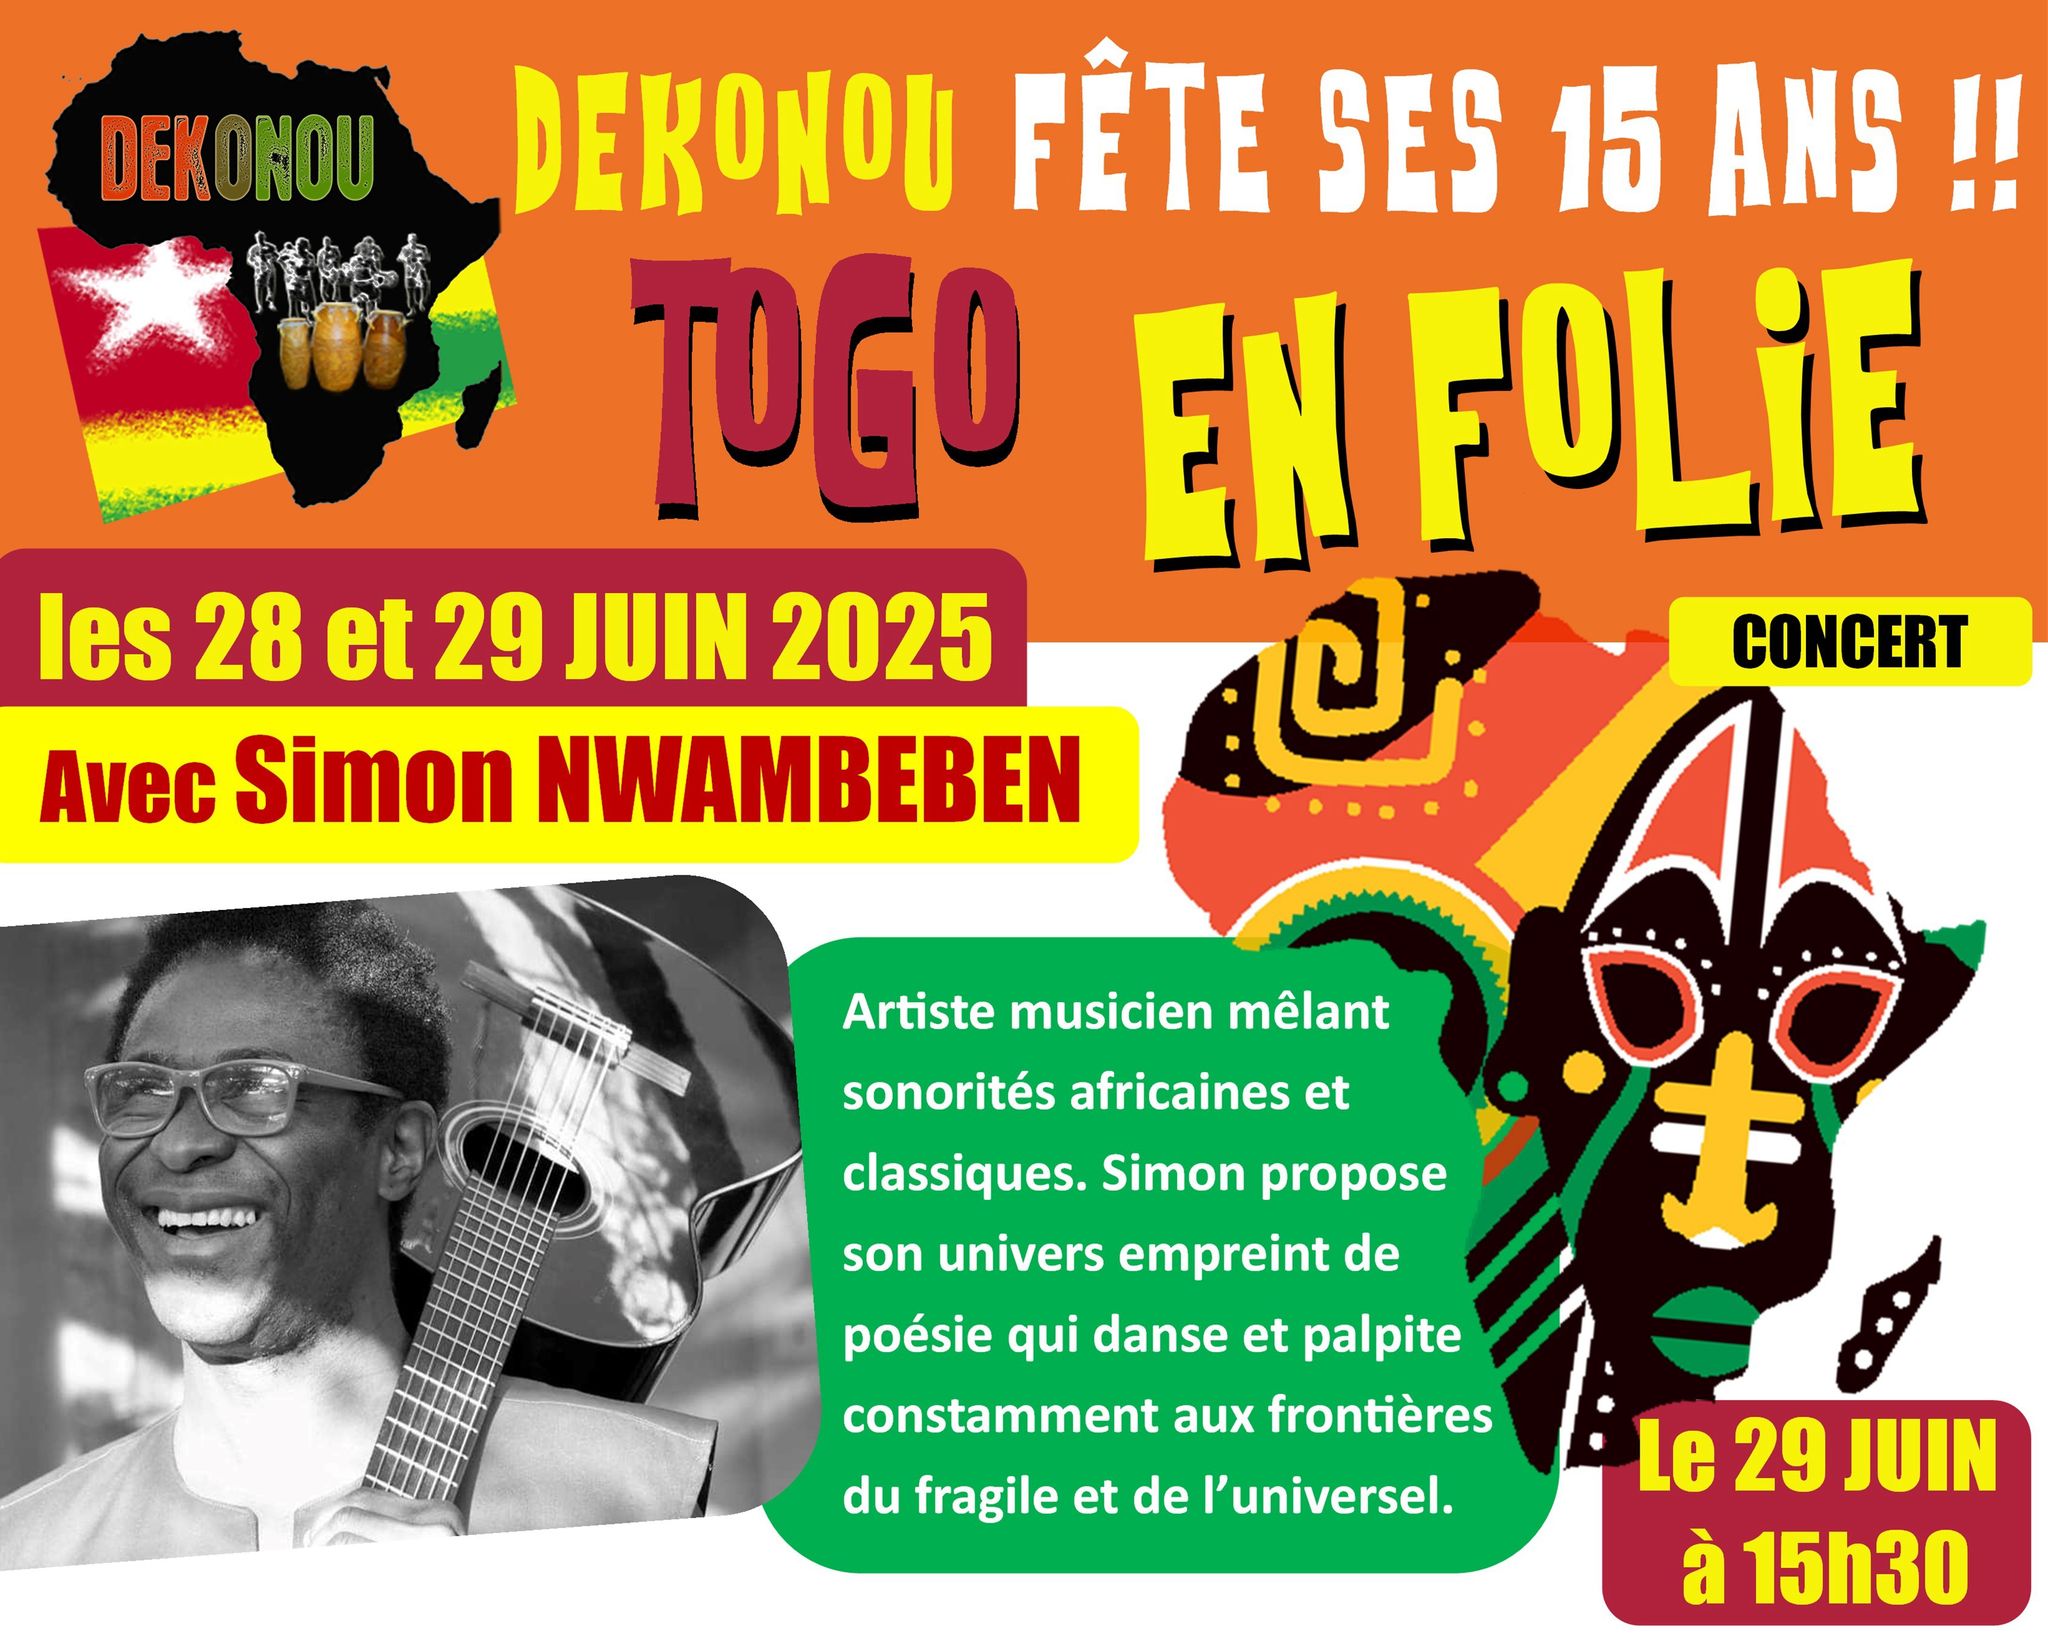 DEKONOU
DEKONOU FÊTE SES 15 ANS !!
TOGO EN FOLIE
les 28 et 29 JUIN 2025
CONCERT
Avec Simon NWAMBEBEN
Artiste musicien mêlant
sonorités africaines et
classiques. Simon propose
son univers empreint de
poésie qui danse et palpite
constamment aux frontières
du fragile et de l’universel.
Le 29 JUIN
à 15h30